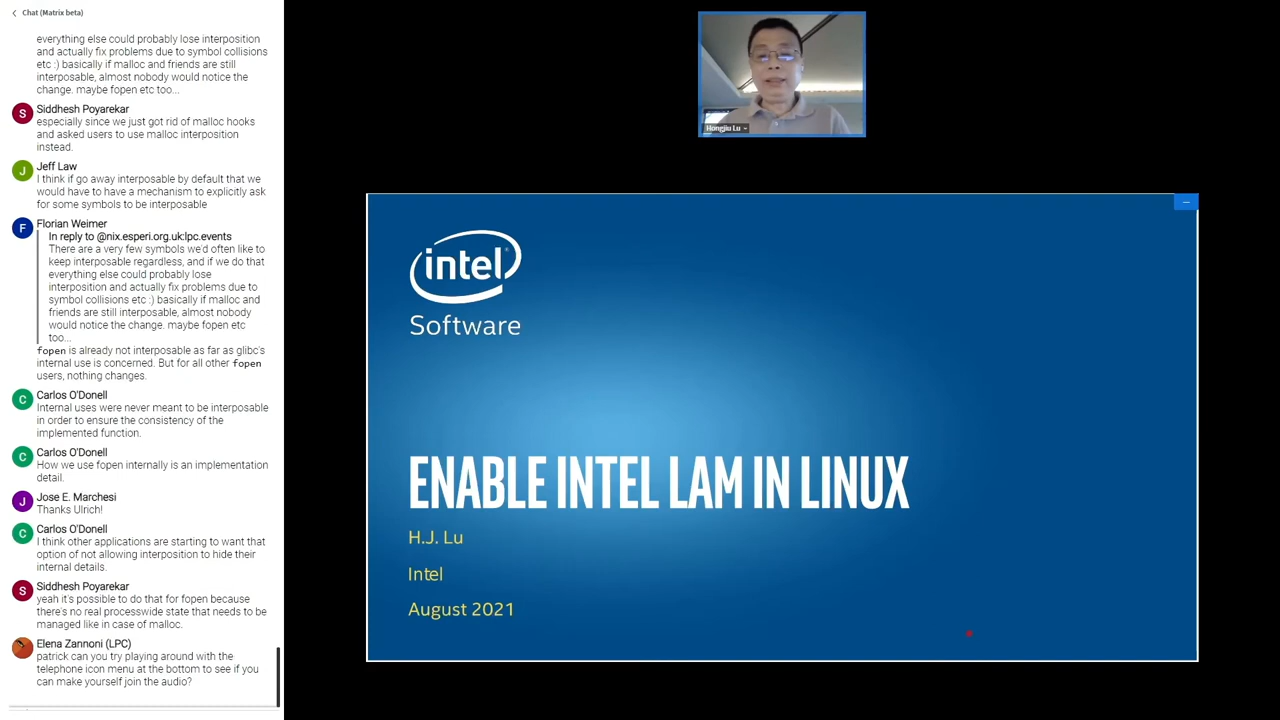 Chat (Matrix beta)
everything else could probably lose interposition
and actually fix problems due to symbol collisions
etc :) basically if malloc and friends are still
interposable, almost nobody would notice the
change. maybe fopen etc too...
S
Siddhesh Poyarekar
especially since we just got rid of malloc hooks
and asked users to use malloc interposition
instead.
J
Jeff Law
I think if go away interposable by default that we
would have to have a mechanism to explicitly ask
for some symbols to be interposable
F
Florian Weimer
In reply to @nix.esperi.org.uk:lpc.events
There are a very few symbols we'd often like to
keep interposable regardless, and if we do that
everything else could probably lose
interposition and actually fix problems due to
symbol collisions etc :) basically if malloc and
friends are still interposable, almost nobody
would notice the change. maybe fopen etc
too...
fopen is already not interposable as far as glibc's
internal use is concerned. But for all other fopen
users, nothing changes.
C
Carlos O'Donell
Internal uses were never meant to be interposable
in order to ensure the consistency of the
implemented function.
C
Carlos O'Donell
How we use fopen internally is an implementation
detail.
J
Jose E. Marchesi
Thanks Ulrich!
C
Carlos O'Donell
I think other applications are starting to want that
option of not allowing interposition to hide their
internal details.
S
Siddhesh Poyarekar
yeah it's possible to do that for fopen because
there's no real processwide state that needs to be
managed like in case of malloc.
Elena Zannoni (LPC)
patrick can you try playing around with the
telephone icon menu at the bottom to see if you
can make yourself join the audio?
Hongjiu Lu
intel
Software
ENABLE INTEL LAM IN LINUX
H.J. Lu
Intel
August 2021